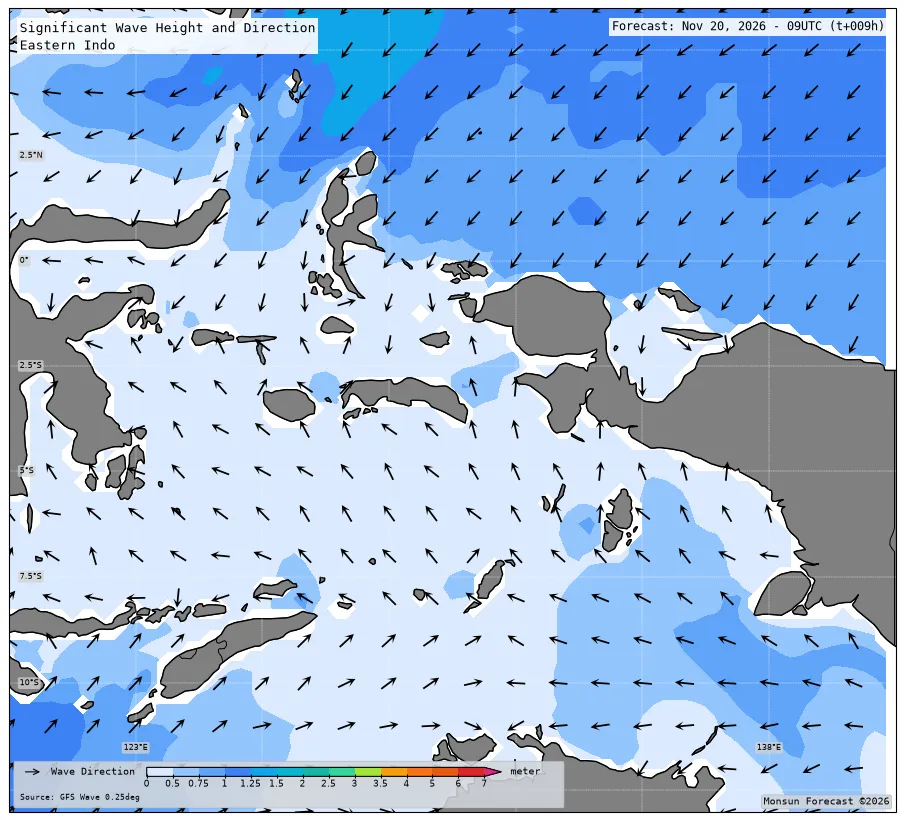 Significant Wave Height and Direction
Eastern Indo
Forecast: Nov 20, 2026 - 09UTC (t+009h)
2.5°N
0°
2.5°S
5°S
7.5°S
10°S
123°E
138°E
Wave Direction
meter
0 0.5 0.75 1 1.25 1.5 2 2.5 3 3.5 4 5 6 7
Source: GFS Wave 0.25deg
Monsun Forecast ©2026